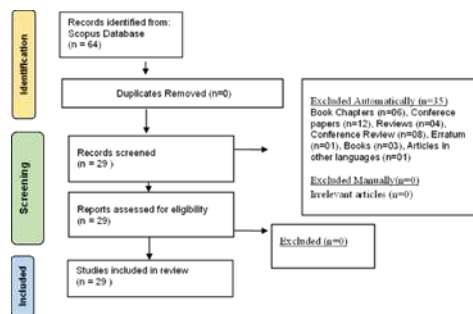 Identification
Records identified from:
Scopus Database
(n = 64)
Duplicates Removed (n=0)
Screening
Records screened
(n = 29 )
Excluded Automatically (n=35)
Book Chapters (n=06), Conferece
papers (n=12), Reviews (n=04),
Conference Review (n=08), Erratum
(n=01), Books (n=03), Articles in
other languages (n=01)
Excluded Manually(n=0)
Irrelevant articles (n=0)
Reports assessed for eligibility
(n = 29)
Excluded (n=0)
Included
Studies included in review
(n = 29 )